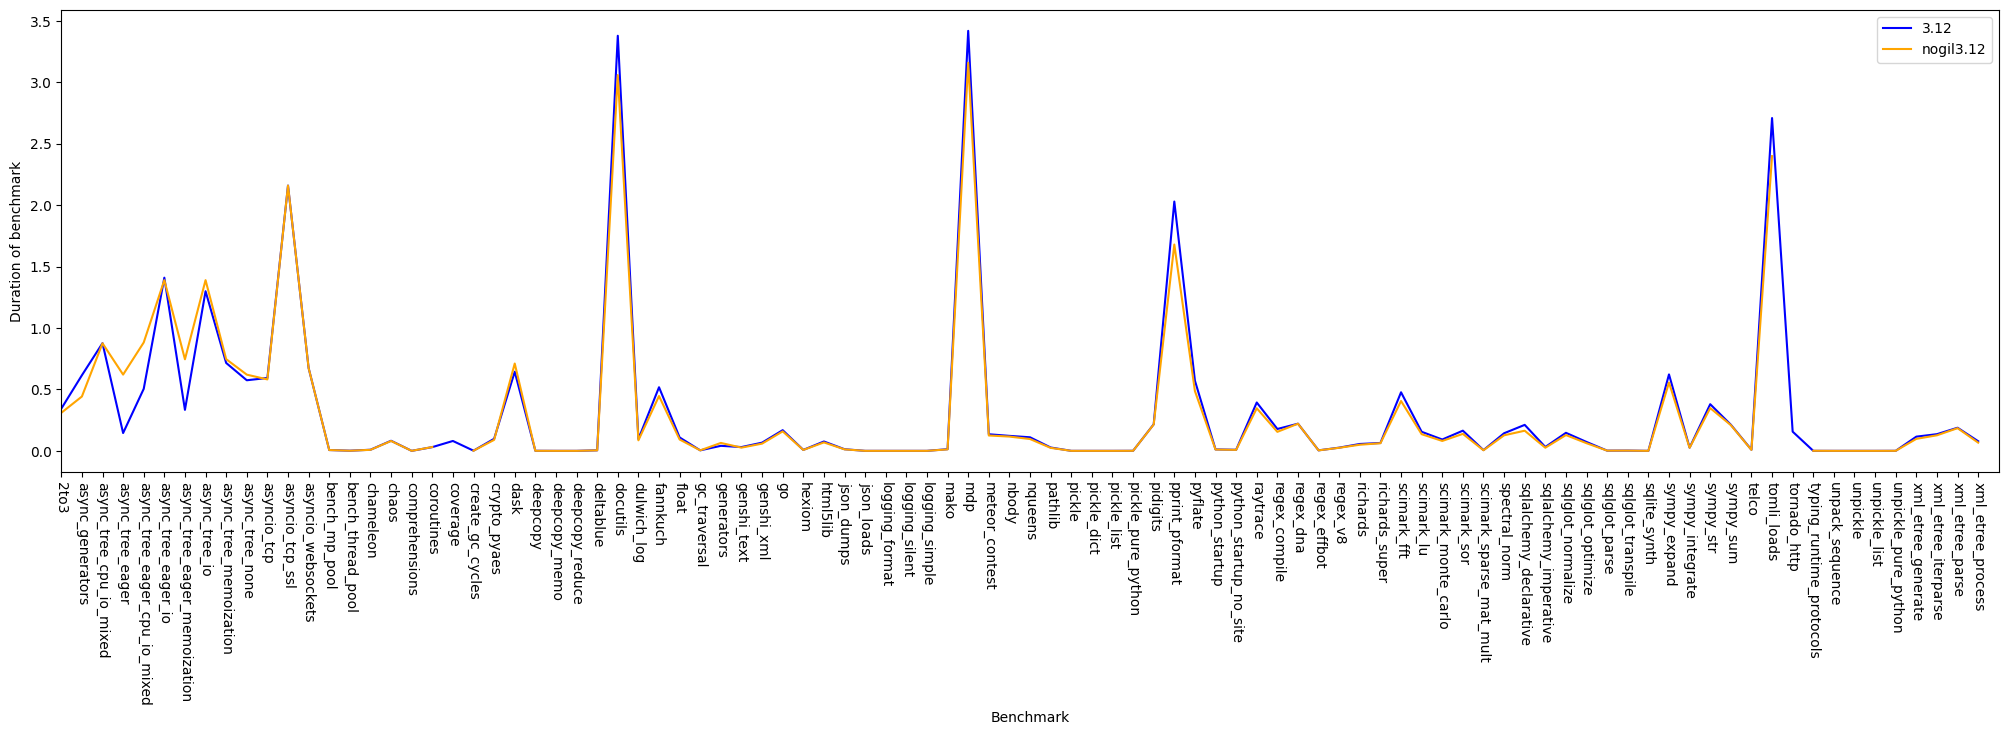 3.5
3.0
2.5
2.0
1.5
1.0
0.5
0.0
Duration of benchmark
3.12
nogil3.12
2to3
async_generators
async_tree_cpu_io_mixed
async_tree_eager
async_tree_eager_cpu_io_mixed
async_tree_eager_io
async_tree_eager_memoization
async_tree_io
async_tree_memoization
async_tree_none
asyncio_tcp
asyncio_tcp_ssl
asyncio_websockets
bench_mp_pool
bench_thread_pool
chameleon
chaos
comprehensions
coroutines
coverage
create_gc_cycles
crypto_pyaes
dask
deepcopy
deepcopy_memo
deepcopy_reduce
deltablue
docutils
dulwich_log
fannkuch
float
gc_traversal
generators
genshi_text
genshi_xml
go
hexiom
html5lib
json_dumps
json_loads
logging_format
logging_silent
logging_simple
mako
mdp
meteor_contest
nbody
nqueens
pathlib
pickle
pickle_dict
pickle_list
pickle_pure_python
pidigits
pprint_pformat
pyflate
python_startup
python_startup_no_site
raytrace
regex_compile
regex_dna
regex_effbot
regex_v8
richards
richards_super
scimark_fft
scimark_lu
scimark_monte_carlo
scimark_sor
scimark_sparse_mat_mult
spectral_norm
sqlalchemy_declarative
sqlalchemy_imperative
sqlglot_normalize
sqlglot_optimize
sqlglot_parse
sqlglot_transpile
sqlite_synth
sympy_expand
sympy_integrate
sympy_str
sympy_sum
telco
tomli_loads
tornado_http
typing_runtime_protocols
unpack_sequence
unpickle
unpickle_list
unpickle_pure_python
xml_etree_generate
xml_etree_iterparse
xml_etree_parse
xml_etree_process
Benchmark